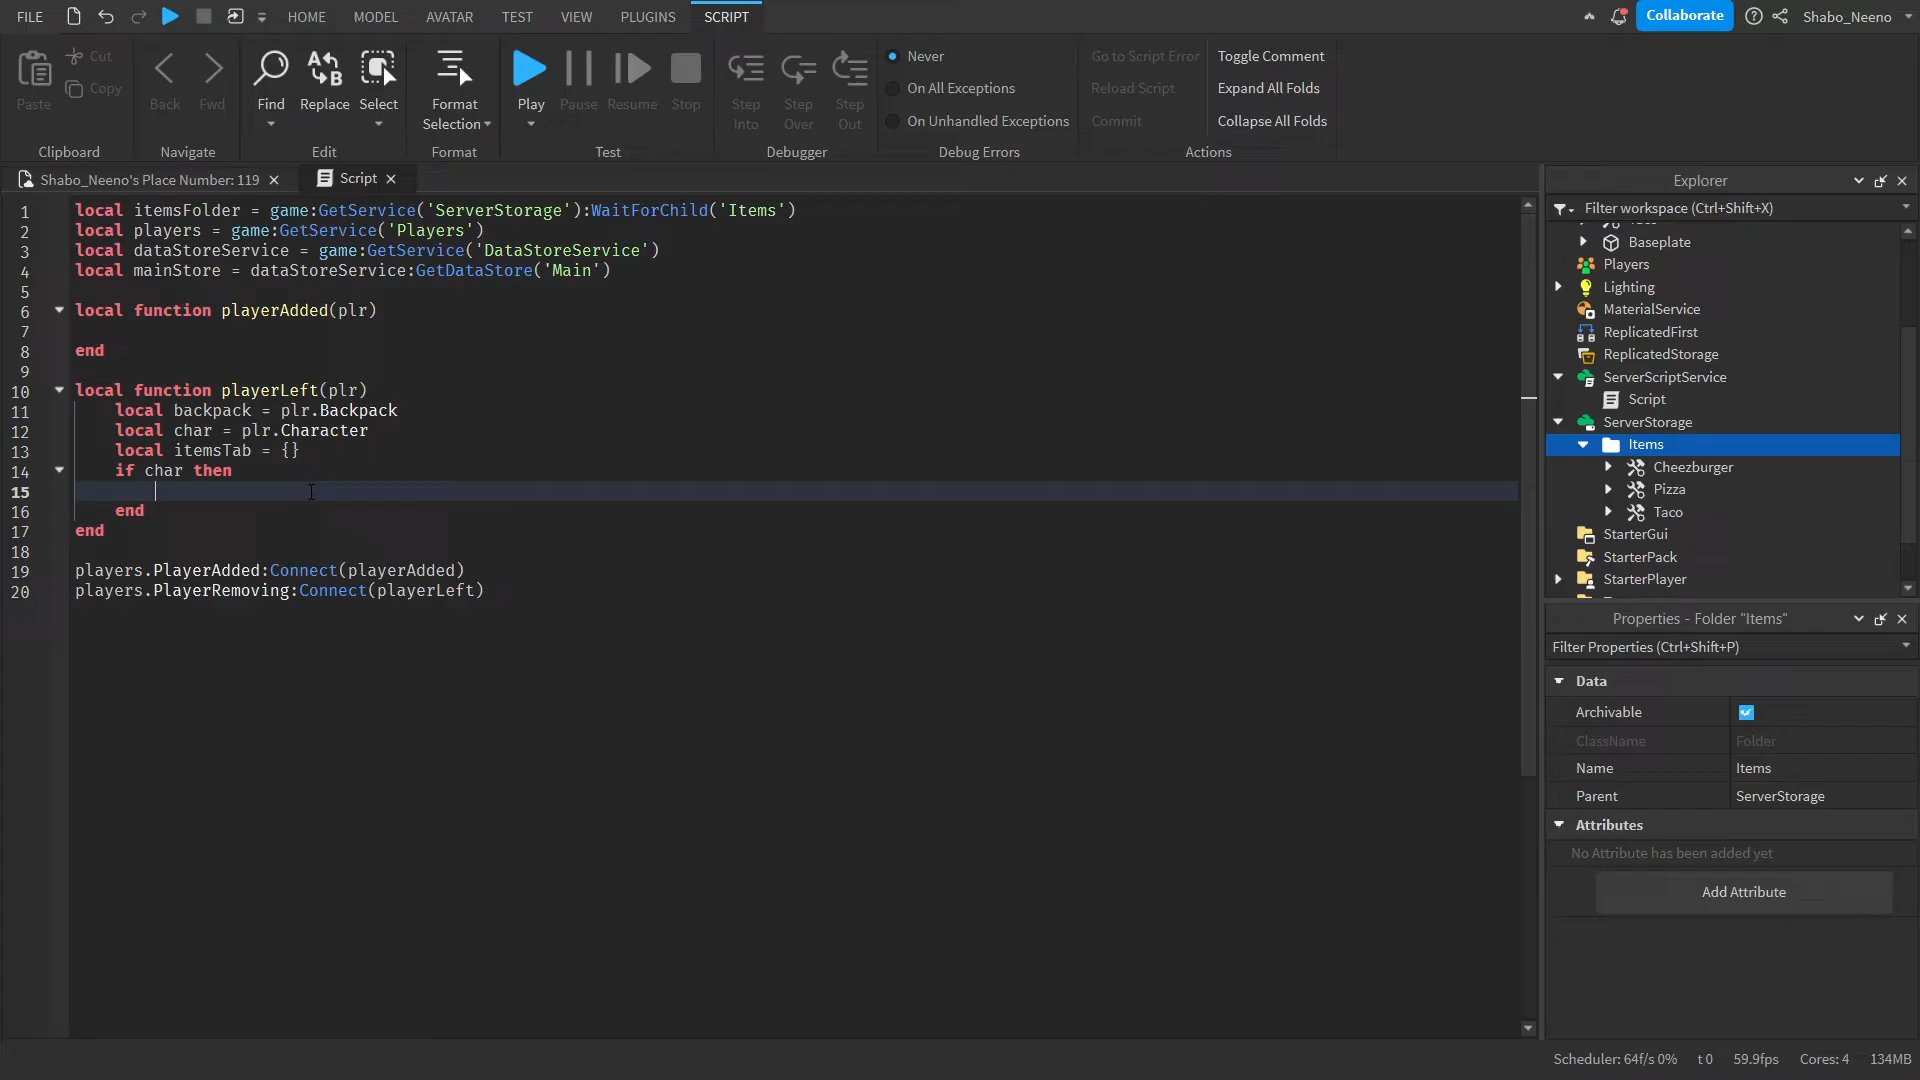 FILE HOME MODEL AVATAR TEST VIEW PLUGINS SCRIPT Collaborate Shabo_Neeno
Paste Cut Copy Back Fwd Find Replace Select Format Selection Play Pause Resume Stop Step Into Step Over Step Out
Never
On All Exceptions
On Unhandled Exceptions
Go to Script Error
Reload Script
Commit
Toggle Comment
Expand All Folds
Collapse All Folds
Clipboard Navigate Edit Format Test Debugger Debug Errors Actions
Shabo_Neeno's Place Number: 119 Script
1 local itemsFolder = game:GetService('ServerStorage'):WaitForChild('Items')
2 local players = game:GetService('Players')
3 local dataStoreService = game:GetService('DataStoreService')
4 local mainStore = dataStoreService:GetDataStore('Main')
5
6 local function playerAdded(plr)
7
8 end
9
10 local function playerLeft(plr)
11 local backpack = plr.Backpack
12 local char = plr.Character
13 local itemsTab = {}
14 if char then
15
16 end
17 end
18
19 players.PlayerAdded:Connect(playerAdded)
20 players.PlayerRemoving:Connect(playerLeft)
Explorer
Filter workspace (Ctrl+Shift+X)
Baseplate
Players
Lighting
MaterialService
ReplicatedFirst
ReplicatedStorage
ServerScriptService
Script
ServerStorage
Items
Cheezburger
Pizza
Taco
StarterGui
StarterPack
StarterPlayer
Properties - Folder "Items"
Filter Properties (Ctrl+Shift+P)
Data
Archivable
ClassName Folder
Name Items
Parent ServerStorage
Attributes
No Attribute has been added yet
Add Attribute
Scheduler: 64f/s 0% t 0 59.9fps Cores: 4 134MB